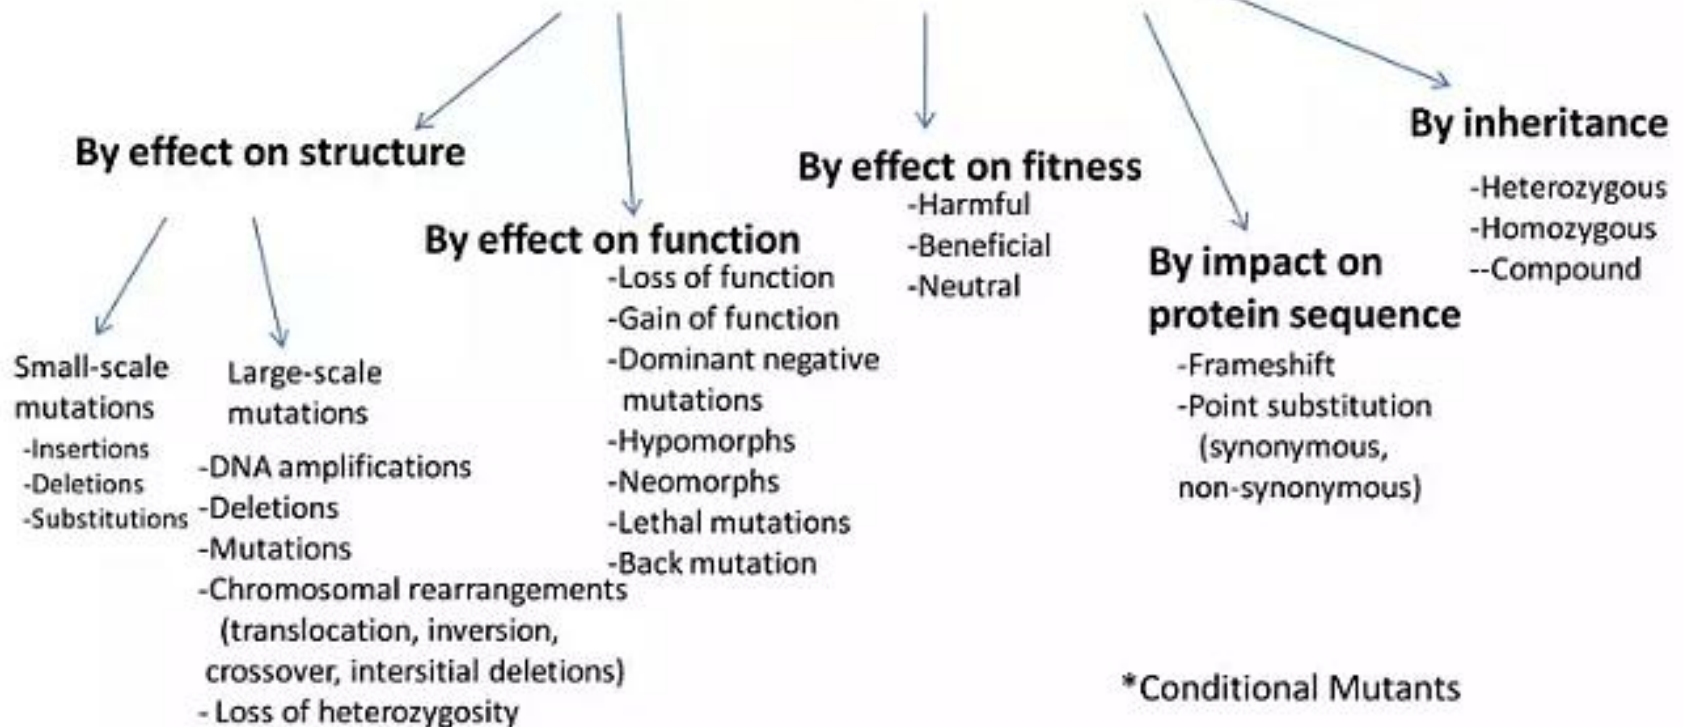 By effect on structure
Small-scale
mutations
-Insertions
-Deletions
-Substitutions
Large-scale
mutations
-DNA amplifications
-Deletions
-Mutations
-Chromosomal rearrangements
(translocation, inversion,
crossover, intersitial deletions)
- Loss of heterozygosity
By effect on function
-Loss of function
-Gain of function
-Dominant negative
mutations
-Hypomorphs
-Neomorphs
-Lethal mutations
-Back mutation
By effect on fitness
-Harmful
-Beneficial
-Neutral
By impact on
protein sequence
-Frameshift
-Point substitution
(synonymous,
non-synonymous)
By inheritance
-Heterozygous
-Homozygous
--Compound
*Conditional Mutants